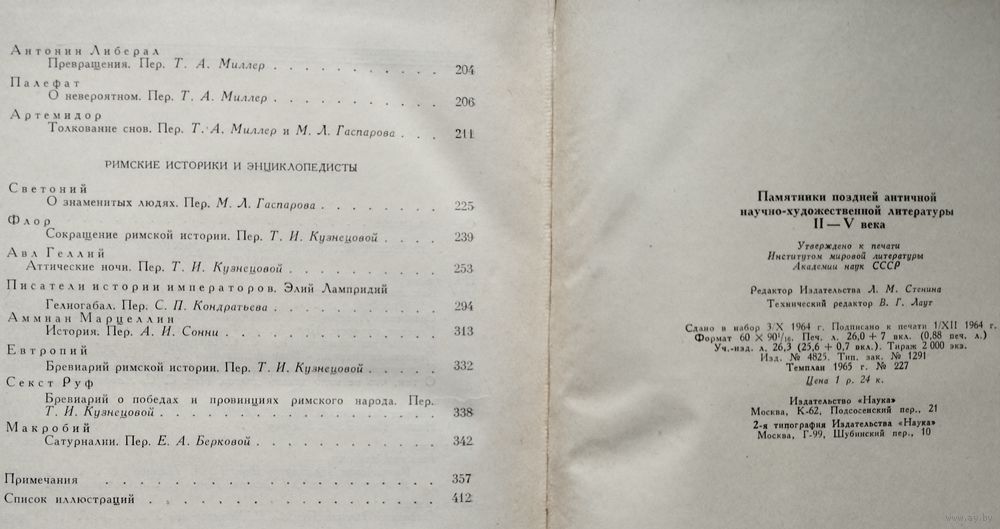 Антонин Либерал
Превращения. Пер. Т. А. Миллер . . . . . . . . . . . 204
Палефат
О невероятном. Пер. Т. А. Миллер . . . . . . . . . . . 206
Артемидор
Толкование снов. Пер. Т. А. Миллер и М. Л. Гаспарова . . . 211
РИМСКИЕ ИСТОРИКИ И ЭНЦИКЛОПЕДИСТЫ
Светоний
О знаменитых людях. Пер. М. Л. Гаспарова . . . . . . . . 225
Флор
Сокращение римской истории. Пер. Т. И. Кузнецовой . . . . 239
Авл Геллий
Аттические ночи. Пер. Т. И. Кузнецовой . . . . . . . . . . 253
Писатели истории императоров. Элий Лампридий
Гелиогабал. Пер. С. П. Кондратьева . . . . . . . . . . . 294
Аммиан Марцеллин
История. Пер. А. И. Сонни . . . . . . . . . . . . . . 313
Евтропий
Бревиарий римской истории. Пер. Т. И. Кузнецовой . . . . . 332
Секст Руф
Бревиарий о победах и провинциях римского народа. Пер.
Т. И. Кузнецовой . . . . . . . . . . . . . . . . . . 338
Макробий
Сатурналии. Пер. Е. А. Берковой . . . . . . . . . . . . 342
Примечания . . . . . . . . . . . . . . . . . . . 357
Список иллюстраций . . . . . . . . . . . . . . . . . 412
Памятники поздней античной
научно-художественной литературы
II — V века
Утверждено к печати
Институтом мировой литературы
Академии наук СССР
Редактор Издательства Л. М. Стенина
Технический редактор В. Г. Лаут
Сдано в набор 3/X 1964 г. Подписано к печати 1/XII 1964 г.
Формат 60 × 90 1/16. Печ. л. 26,0 + 7 вкл. (0,88 печ. л.)
Уч.-изд. л. 26,3 (25,6 + 0,7 вкл.). Тираж 2 000 экз.
Изд. № 4825. Тип. зак. № 1291
Темплан 1965 г. № 227
Цена 1 р. 24 к.
Издательство «Наука»
Москва, К-62, Подсосенский пер., 21
2-я типография Издательства «Наука»
Москва, Г-99, Шубинский пер., 10
www.ay.by